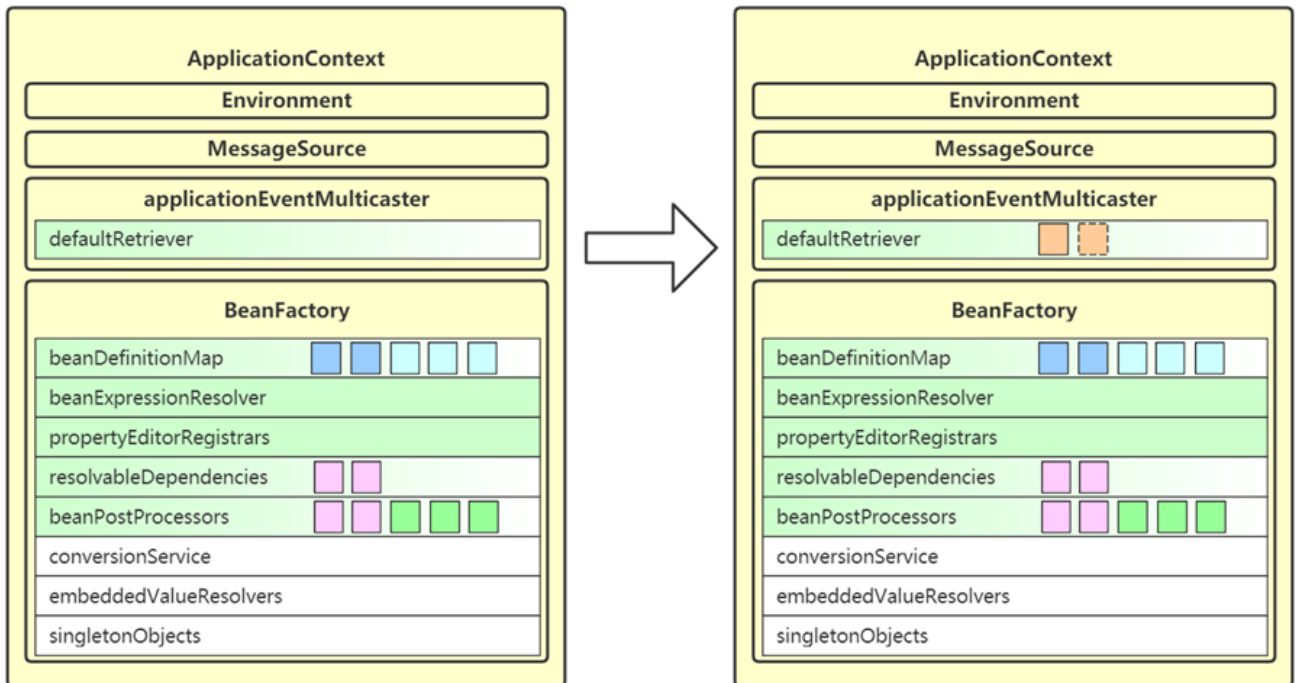 ApplicationContext
Environment
MessageSource
applicationEventMulticaster
defaultRetriever
BeanFactory
beanDefinitionMap
beanExpressionResolver
propertyEditorRegistrars
resolvableDependencies
beanPostProcessors
conversionService
embeddedValueResolvers
singletonObjects
ApplicationContext
Environment
MessageSource
applicationEventMulticaster
defaultRetriever
BeanFactory
beanDefinitionMap
beanExpressionResolver
propertyEditorRegistrars
resolvableDependencies
beanPostProcessors
conversionService
embeddedValueResolvers
singletonObjects